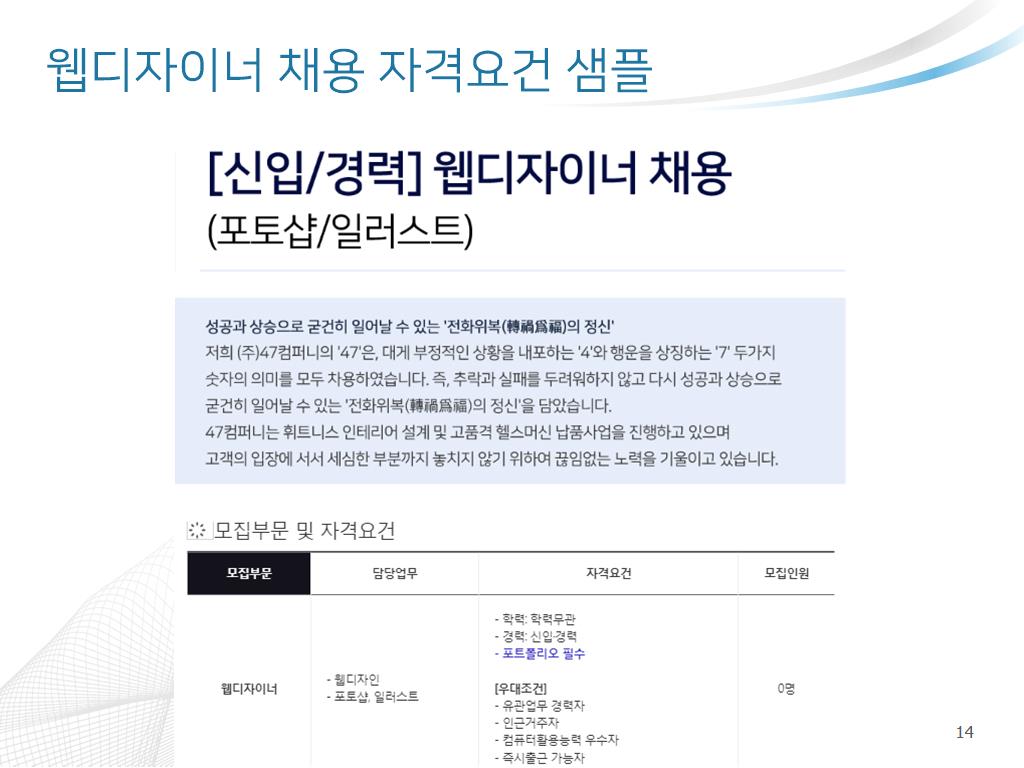 웹디자이너 채용 자격요건 샘플
[신입/경력] 웹디자이너 채용
(포토샵/일러스트)
성공과 상승으로 굳건히 일어날 수 있는 '전화위복(轉禍爲福)의 정신'
저희 (주)47컴퍼니의 '47'은, 대게 부정적인 상황을 내포하는 '4'와 행운을 상징하는 '7' 두가지
숫자의 의미를 모두 차용하였습니다. 즉, 추락과 실패를 두려워하지 않고 다시 성공과 상승으로
굳건히 일어날 수 있는 '전화위복(轉禍爲福)의 정신'을 담았습니다.
47컴퍼니는 휘트니스 인테리어 설계 및 고품격 헬스머신 납품사업을 진행하고 있으며
고객의 입장에 서서 세심한 부분까지 놓치지 않기 위하여 끊임없는 노력을 기울이고 있습니다.
모집부문 및 자격요건
모집부문 담당업무 자격요건 모집인원
웹디자이너
- 웹디자인
- 포토샵, 일러스트
- 학력: 학력무관
- 경력: 신입·경력
- 포트폴리오 필수
[우대조건]
- 유관업무 경력자
- 인근거주자
- 컴퓨터활용능력 우수자
- 즉시출근 가능자
0명
14